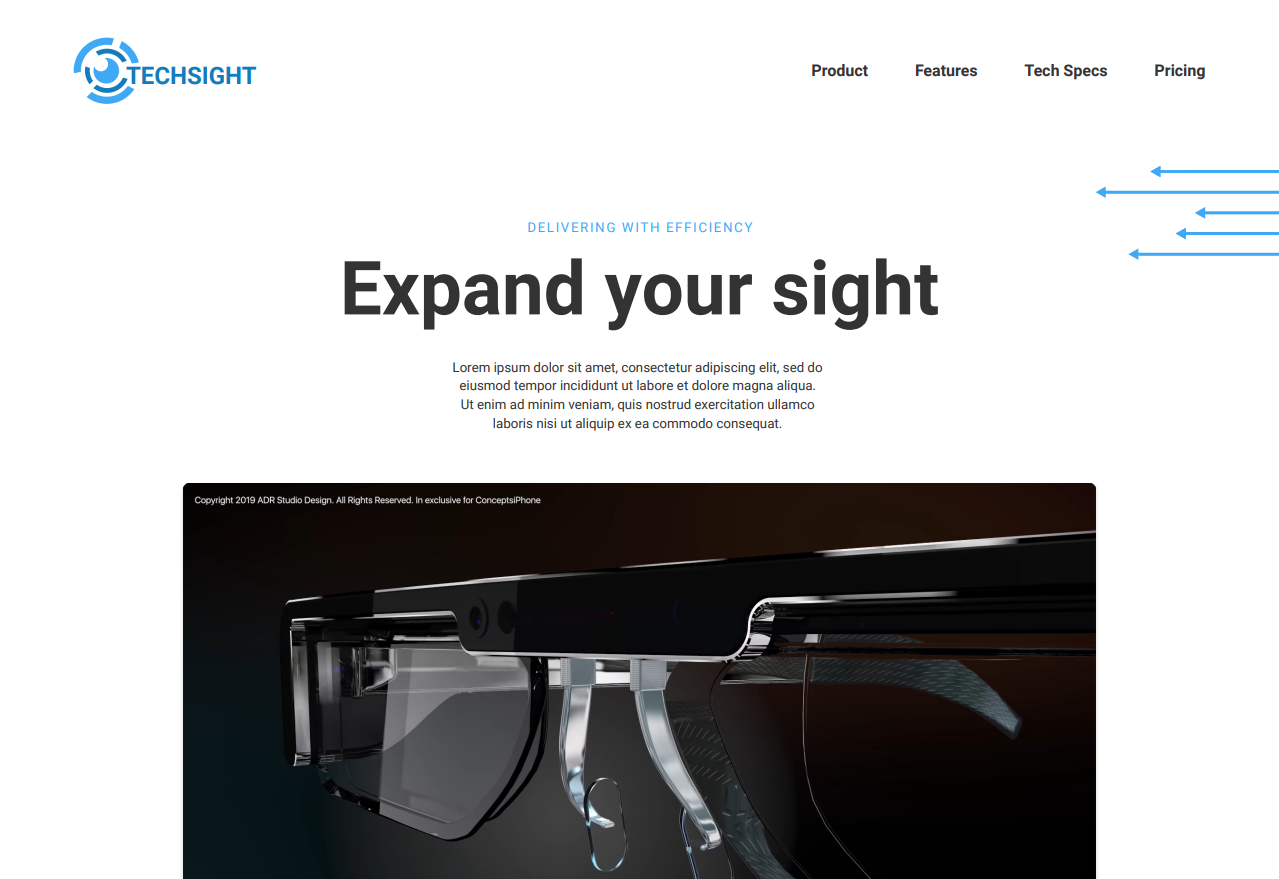 TECHSIGHT
Product
Features
Tech Specs
Pricing
DELIVERING WITH EFFICIENCY
Expand your sight
Lorem ipsum dolor sit amet, consectetur adipiscing elit, sed do
eiusmod tempor incididunt ut labore et dolore magna aliqua.
Ut enim ad minim veniam, quis nostrud exercitation ullamco
laboris nisi ut aliquip ex ea commodo consequat.
Copyright 2019 ADR Studio Design. All Rights Reserved. In exclusive for ConceptsiPhone